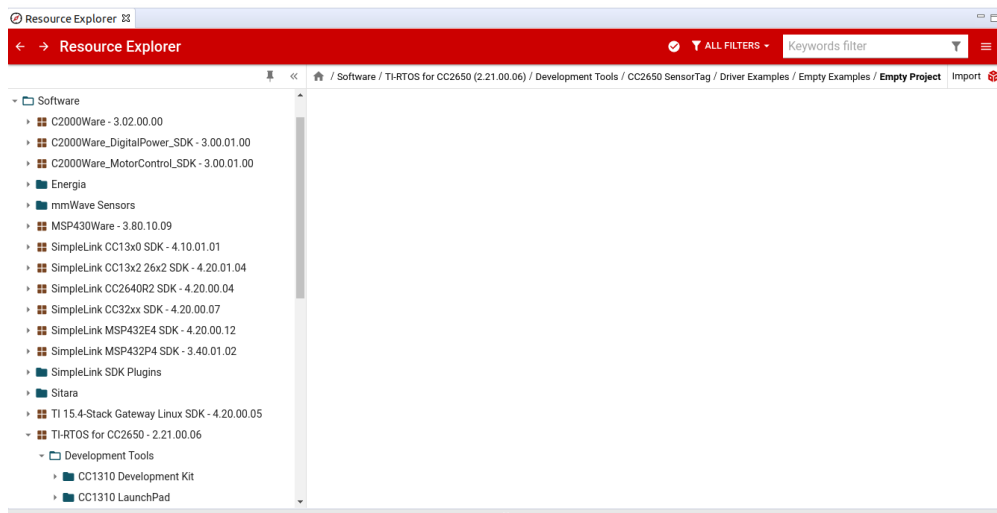 Resource Explorer
Resource Explorer
ALL FILTERS
Keywords filter
/ Software / TI-RTOS for CC2650 (2.21.00.06) / Development Tools / CC2650 SensorTag / Driver Examples / Empty Examples / Empty Project
Import
Software
C2000Ware - 3.02.00.00
C2000Ware_DigitalPower_SDK - 3.00.01.00
C2000Ware_MotorControl_SDK - 3.00.01.00
Energia
mmWave Sensors
MSP430Ware - 3.80.10.09
SimpleLink CC13x0 SDK - 4.10.01.01
SimpleLink CC13x2 26x2 SDK - 4.20.01.04
SimpleLink CC2640R2 SDK - 4.20.00.04
SimpleLink CC32xx SDK - 4.20.00.07
SimpleLink MSP432E4 SDK - 4.20.00.12
SimpleLink MSP432P4 SDK - 3.40.01.02
SimpleLink SDK Plugins
Sitara
TI 15.4-Stack Gateway Linux SDK - 4.20.00.05
TI-RTOS for CC2650 - 2.21.00.06
Development Tools
CC1310 Development Kit
CC1310 LaunchPad